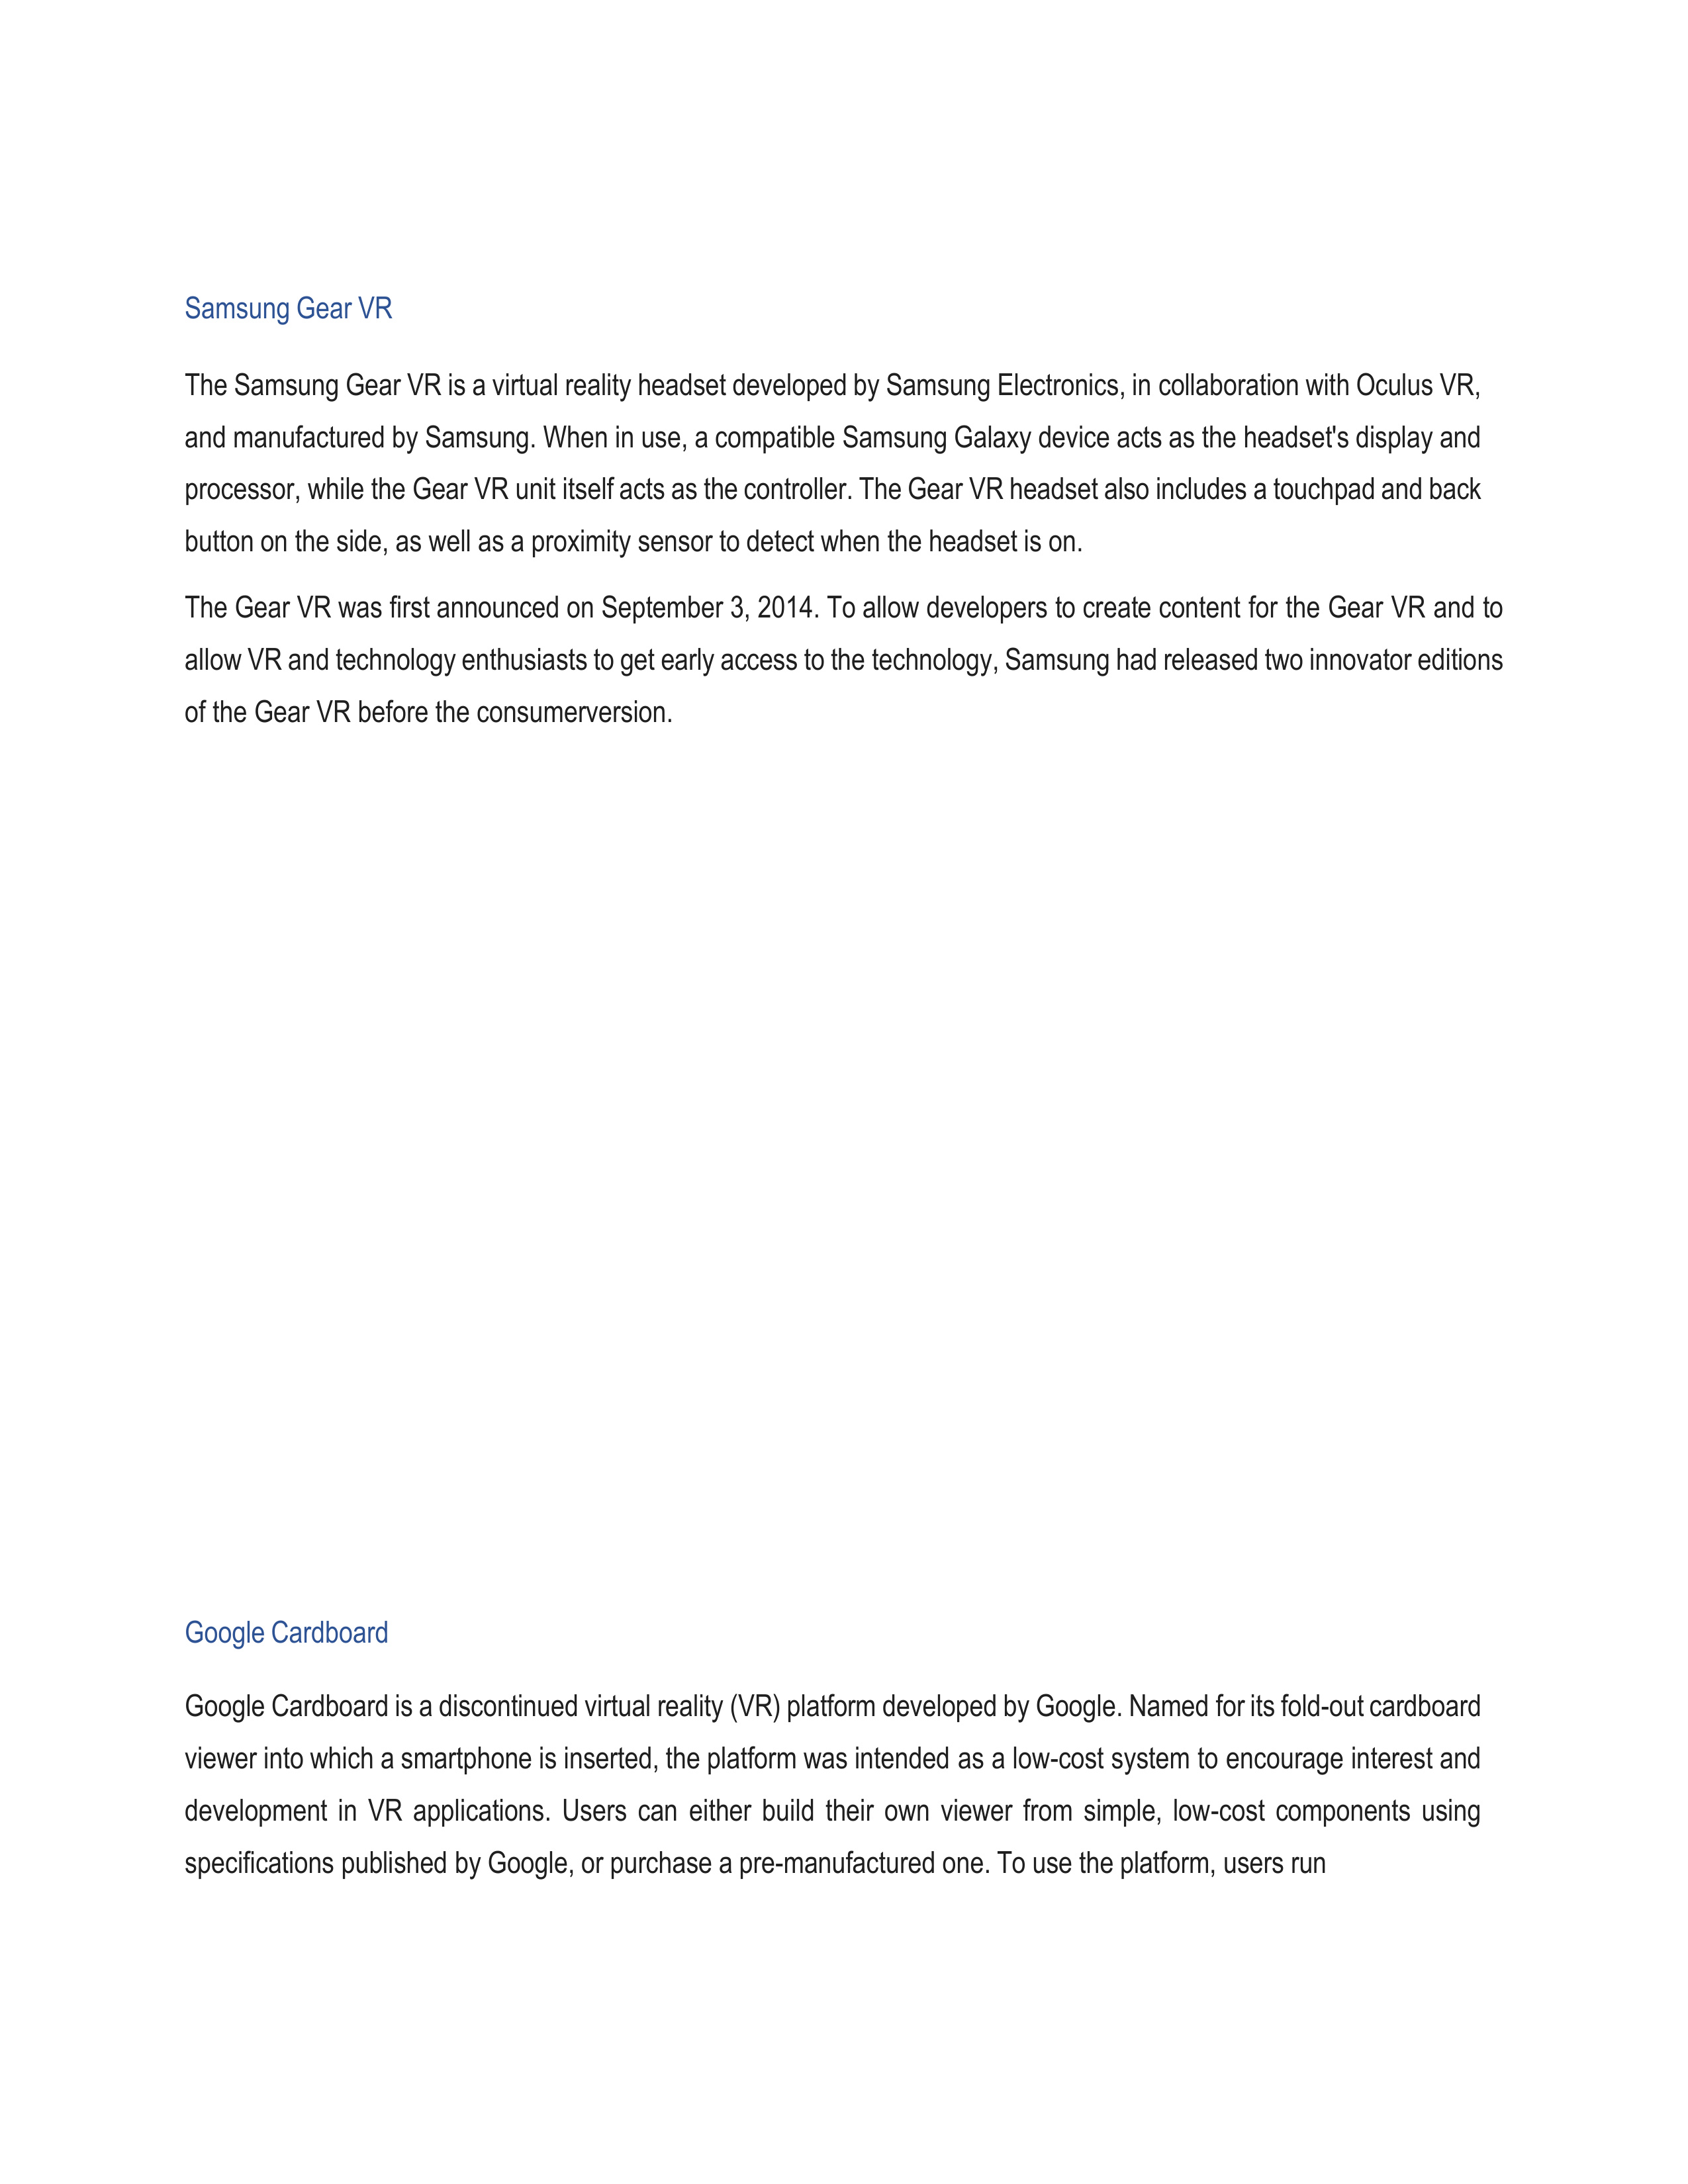 Samsung Gear VR
The Samsung Gear VR is a virtual reality headset developed by Samsung Electronics, in collaboration with Oculus VR,
and manufactured by Samsung. When in use, a compatible Samsung Galaxy device acts as the headset's display and
processor, while the Gear VR unit itself acts as the controller. The Gear VR headset also includes a touchpad and back
button on the side, as well as a proximity sensor to detect when the headset is on.
The Gear VR was first announced on September 3, 2014. To allow developers to create content for the Gear VR and to
allow VR and technology enthusiasts to get early access to the technology, Samsung had released two innovator editions
of the Gear VR before the consumerversion.
Google Cardboard
Google Cardboard is a discontinued virtual reality (VR) platform developed by Google. Named for its fold-out cardboard
viewer into which a smartphone is inserted, the platform was intended as a low-cost system to encourage interest and
development in VR applications. Users can either build their own viewer from simple, low-cost components using
specifications published by Google, or purchase a pre-manufactured one. To use the platform, users run